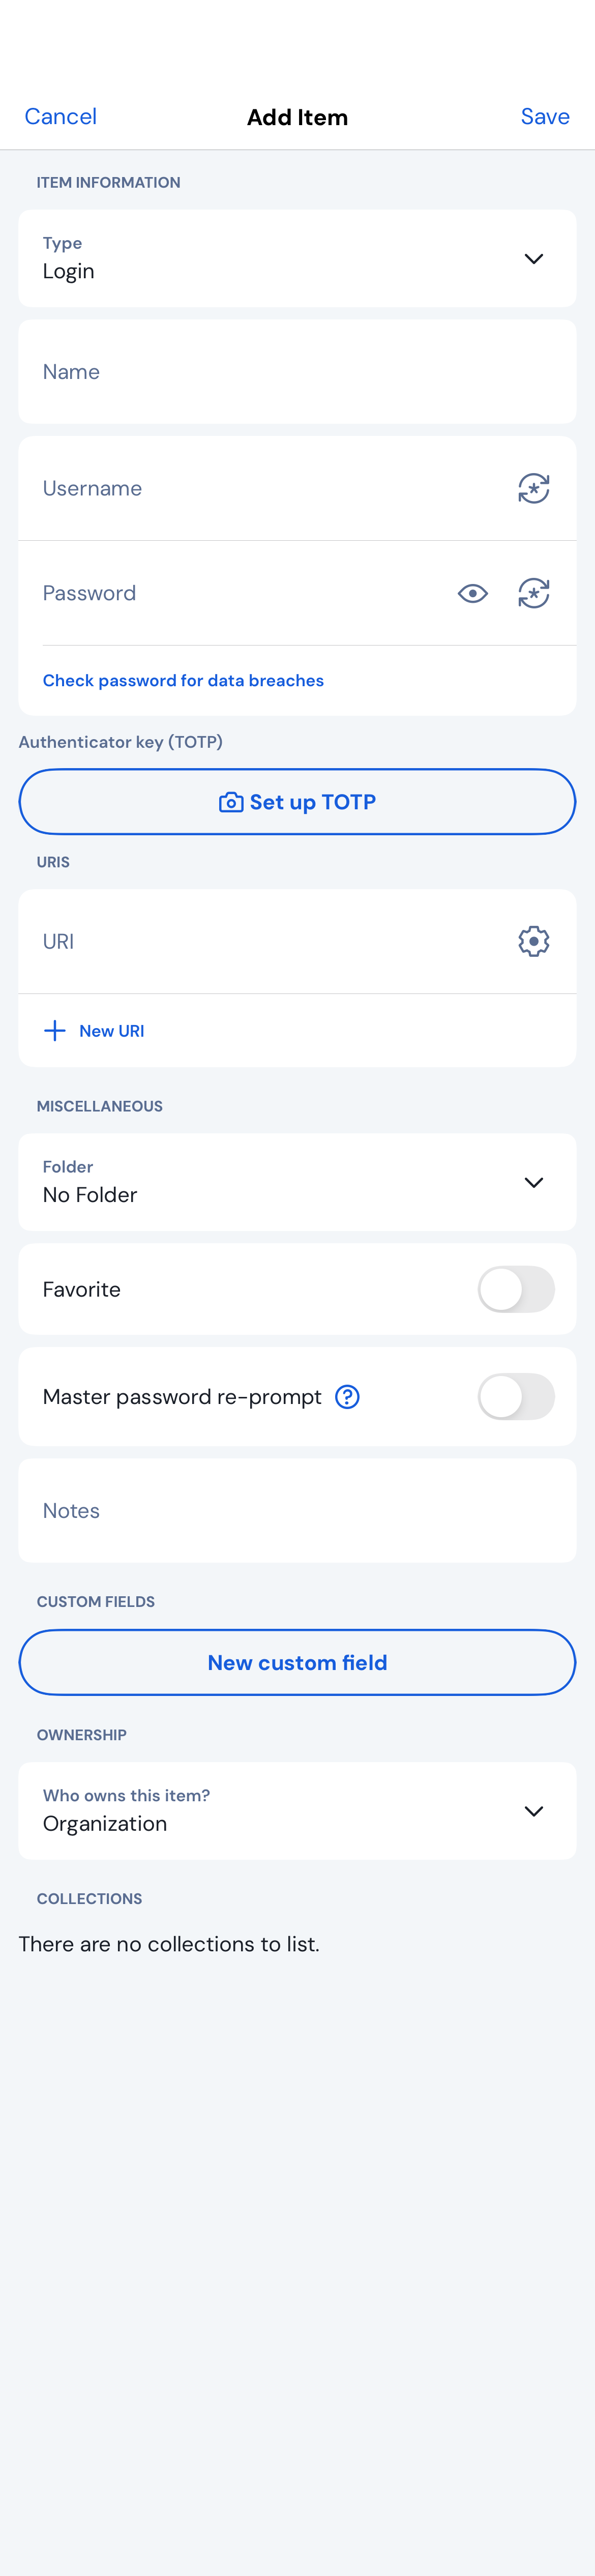 Cancel
Add Item
Save
ITEM INFORMATION
Type
Login
Name
Username
Password
Check password for data breaches
Authenticator key (TOTP)
Set up TOTP
URIS
URI
New URI
MISCELLANEOUS
Folder
No Folder
Favorite
Master password re-prompt
Notes
CUSTOM FIELDS
New custom field
OWNERSHIP
Who owns this item?
Organization
COLLECTIONS
There are no collections to list.